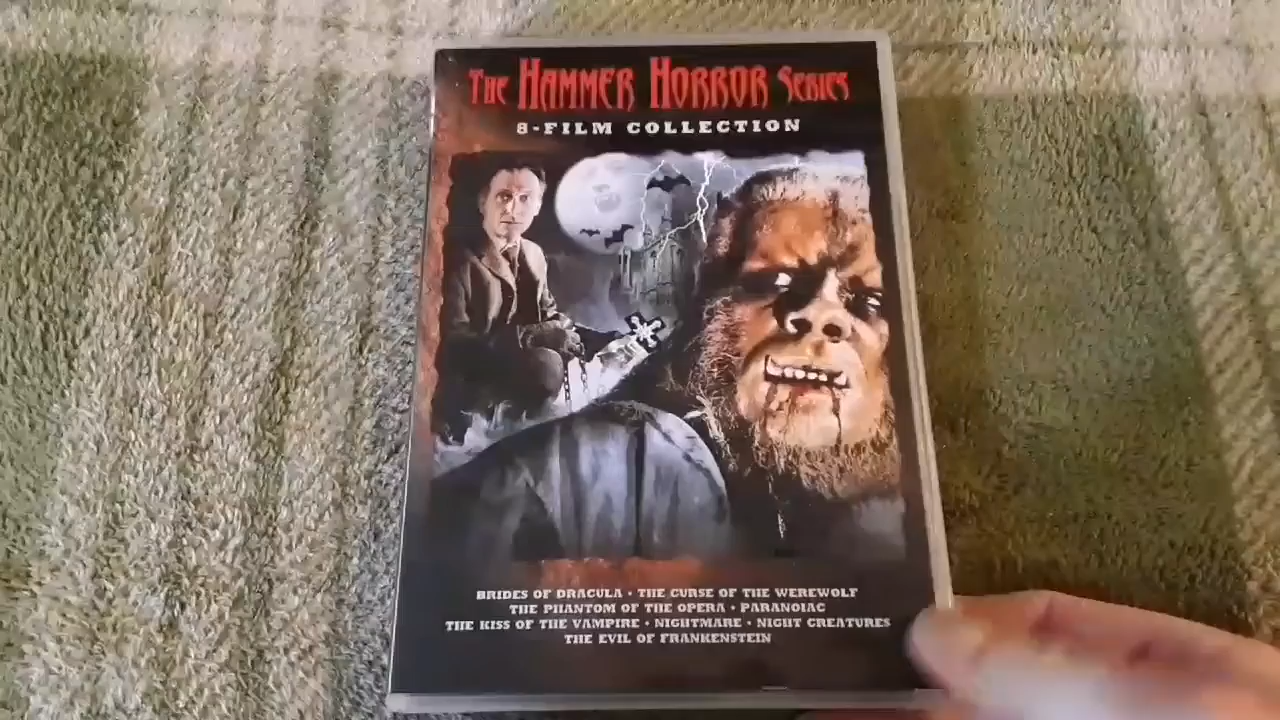 The Hammer Horror Series
8-FILM COLLECTION
BRIDES OF DRACULA • THE CURSE OF THE WEREWOLF
THE PHANTOM OF THE OPERA • PARANOIAC
THE KISS OF THE VAMPIRE • NIGHTMARE • NIGHT CREATURES
THE EVIL OF FRANKENSTEIN